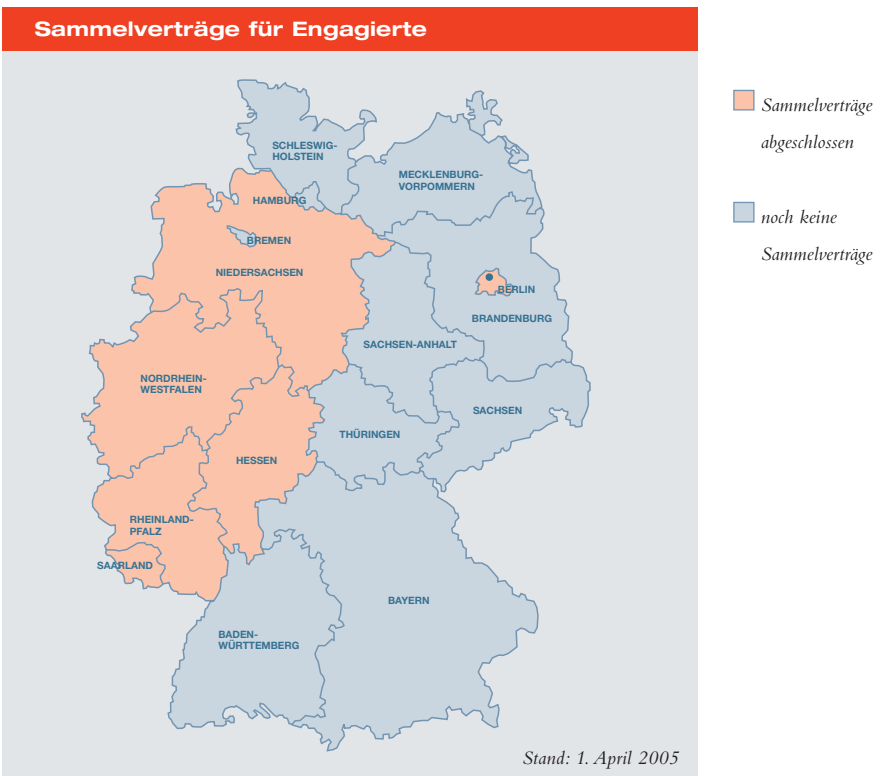 Sammelverträge für Engagierte
Sammelverträge
abgeschlossen
noch keine
Sammelverträge
SCHLESWIG-
HOLSTEIN
MECKLENBURG-
VORPOMMERN
HAMBURG
BREMEN
NIEDERSACHSEN
BERLIN
BRANDENBURG
SACHSEN-ANHALT
NORDRHEIN-
WESTFALEN
SACHSEN
THÜRINGEN
HESSEN
RHEINLAND-
PFALZ
SAARLAND
BAYERN
BADEN-
WÜRTTEMBERG
Stand: 1. April 2005